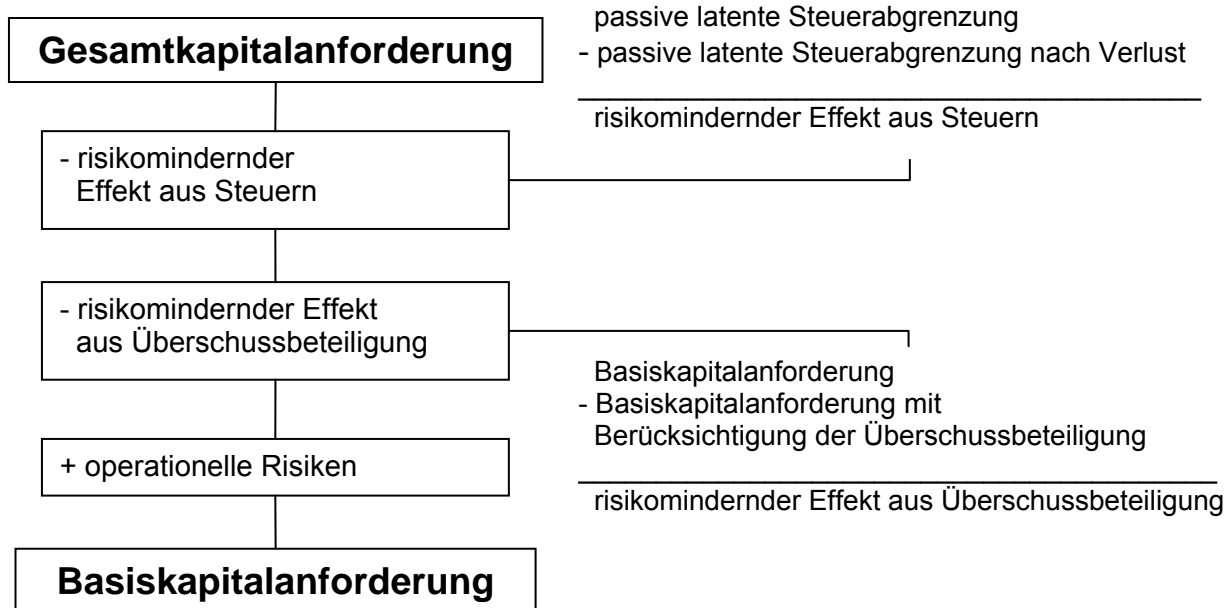 passive latente Steuerabgrenzung
- passive latente Steuerabgrenzung nach Verlust
risikomindernder Effekt aus Steuern
Gesamtkapitalanforderung
- risikomindernder
Effekt aus Steuern
- risikomindernder Effekt
aus Überschussbeteiligung
Basiskapitalanforderung
- Basiskapitalanforderung mit
Berücksichtigung der Überschussbeteiligung
risikomindernder Effekt aus Überschussbeteiligung
+ operationelle Risiken
Basiskapitalanforderung